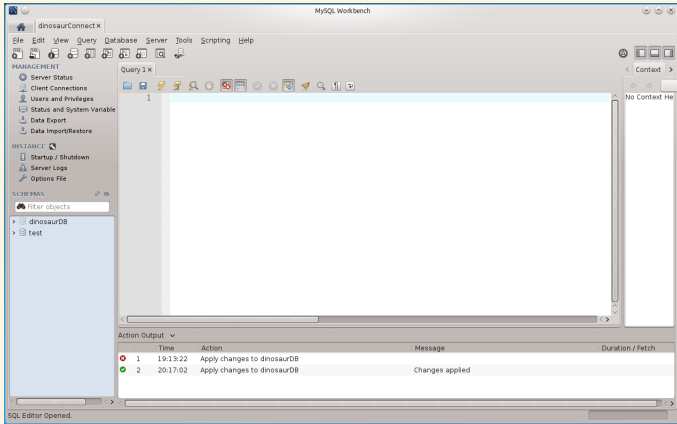 MySQL Workbench
dinosaurConnect ×
File Edit View Query Database Server Tools Scripting Help
MANAGEMENT
Server Status
Client Connections
Users and Privileges
Status and System Variable
Data Export
Data Import/Restore
INSTANCE
Startup / Shutdown
Server Logs
Options File
SCHEMAS
Filter objects
dinosaurDB
test
Query 1 ×
1
< Context >
No Context He
Action Output
Time Action Message Duration / Fetch
1 19:13:22 Apply changes to dinosaurDB
2 20:17:02 Apply changes to dinosaurDB Changes applied
SQL Editor Opened.